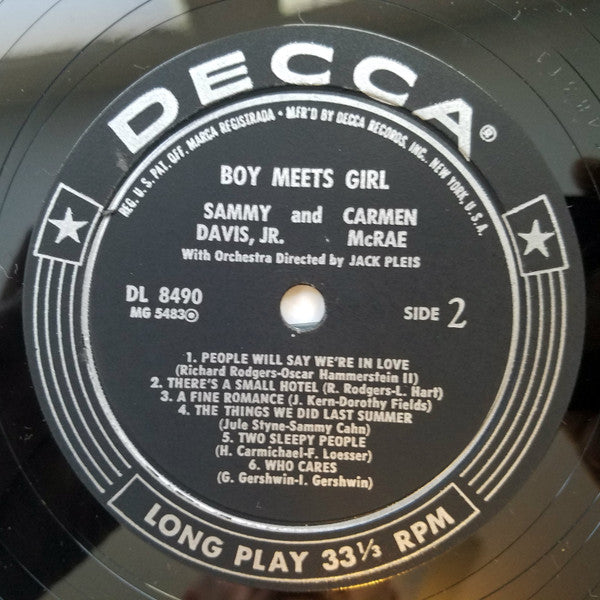 DECCA®
REG. U.S. PAT. OFF. MARCA REGISTRADA • MFR'D BY DECCA RECORDS, INC., NEW YORK, U.S.A.
BOY MEETS GIRL
SAMMY and CARMEN
DAVIS, JR. McRAE
With Orchestra Directed by JACK PLEIS
DL 8490
MG 5483
SIDE 2
1. PEOPLE WILL SAY WE'RE IN LOVE
(Richard Rodgers-Oscar Hammerstein II)
2. THERE'S A SMALL HOTEL (R. Rodgers-L. Hart)
3. A FINE ROMANCE (J. Kern-Dorothy Fields)
4. THE THINGS WE DID LAST SUMMER
(Jule Styne-Sammy Cahn)
5. TWO SLEEPY PEOPLE
(H. Carmichael-F. Loesser)
6. WHO CARES
(G. Gershwin-I. Gershwin)
LONG PLAY 33⅓ RPM